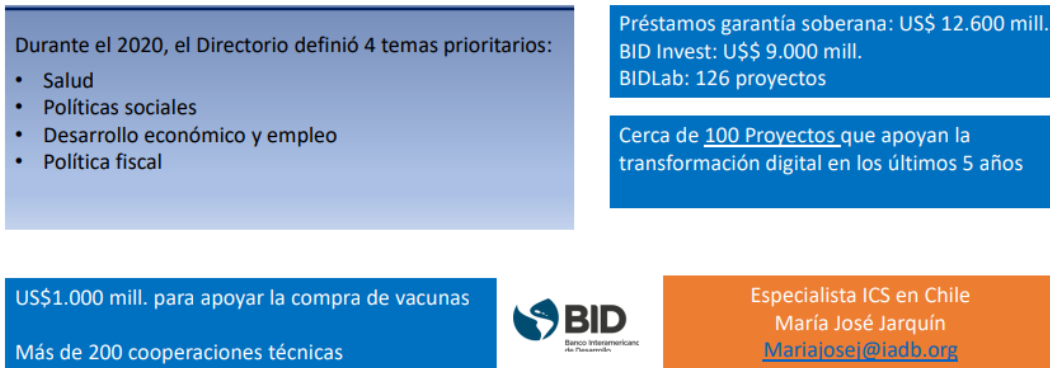 Durante el 2020, el Directorio definió 4 temas prioritarios:
• Salud
• Políticas sociales
• Desarrollo económico y empleo
• Política fiscal
Préstamos garantía soberana: US$ 12.600 mill.
BID Invest: U$$ 9.000 mill.
BIDLab: 126 proyectos
Cerca de 100 Proyectos que apoyan la
transformación digital en los últimos 5 años
US$1.000 mill. para apoyar la compra de vacunas
Más de 200 cooperaciones técnicas
BID
Banco Interamericano
de Desarrollo
Especialista ICS en Chile
María José Jarquín
Mariajosej@iadb.org